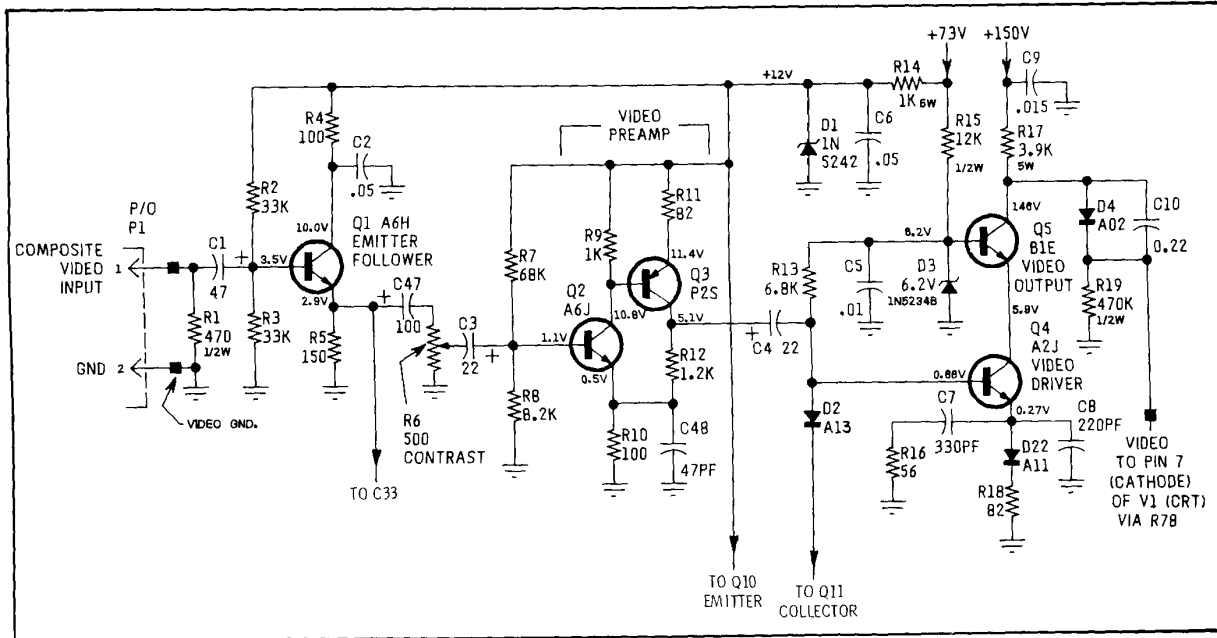 +73V
+150V
C9
.015
R14
1K 5W
+12V
R4
100
C2
.05
VIDEO
PREAMP
D1
1N
5242
C6
.05
R15
12K
1/2W
R17
3.9K
5W
R2
33K
R11
82
P/O
P1
COMPOSITE
VIDEO
INPUT
1
C1
47
+
10.0V
Q1 A6H
EMITTER
FOLLOWER
3.5V
2.9V
R9
1K
R7
68K
11.4V
Q3
P2S
10.8V
5.1V
146V
D4
A02
C10
0.22
Q5
B1E
VIDEO
OUTPUT
R13
6.8K
C5
.01
D3
6.2V
1N5234B
R1
470
1/2W
R3
33K
R5
150
+
C47
100
C3
22
+
Q2
A6J
1.1V
0.5V
+
C4 22
R12
1.2K
5.9V
Q4
A2J
VIDEO
DRIVER
R19
470K
1/2W
GND
2
VIDEO GND.
R6
500
CONTRAST
R8
8.2K
R10
100
C48
47PF
D2
A13
C7
330PF
0.27V
C8
220PF
R16
56
D22
A11
R18
82
VIDEO
TO PIN 7
(CATHODE)
OF V1 (CRT)
VIA R78
TO C33
TO Q10
EMITTER
TO Q11
COLLECTOR